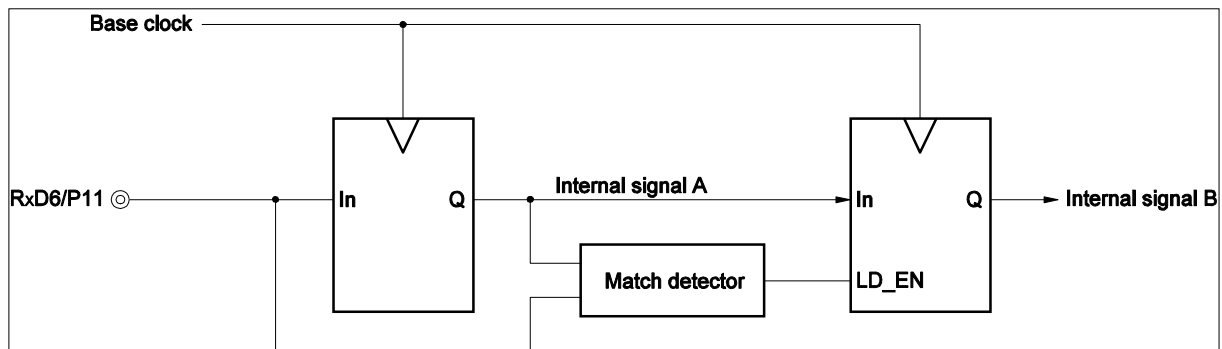 Base clock
RxD6/P11
In
Q
Internal signal A
In
Q
Internal signal B
Match detector
LD_EN